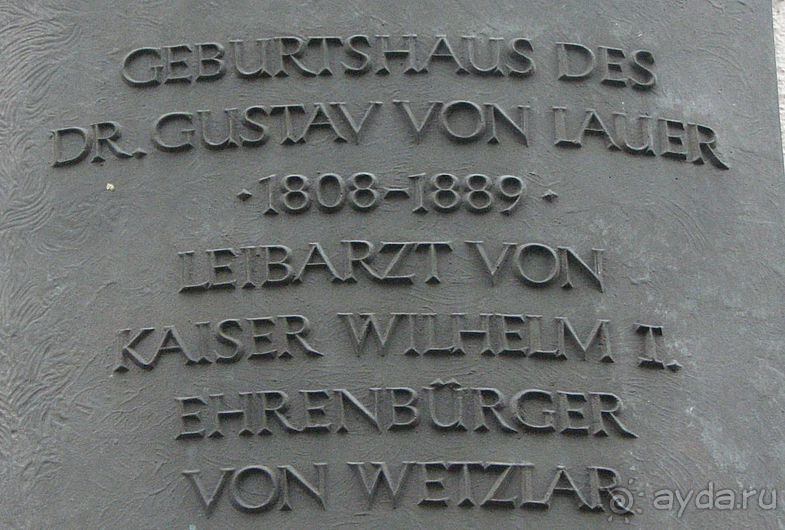 GEBURTSHAUS DES
DR. GUSTAV VON LAUER
· 1808–1889 ·
LEIBARZT VON
KAISER WILHELM I.
EHRENBÜRGER
VON WETZLAR
ayda.ru